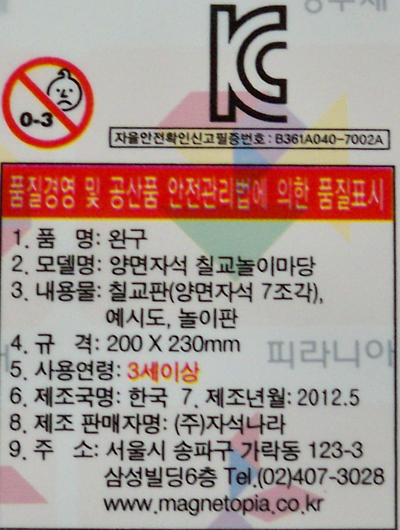 장수재
0-3
KC
자율안전확인신고필증번호 : B361A040-7002A
품질경영 및 공산품 안전관리법에 의한 품질표시
1. 품 명: 완구
2. 모델명: 양면자석 칠교놀이마당
3. 내용물: 칠교판(양면자석 7조각),
예시도, 놀이판
4. 규 격: 200 X 230mm
피라니아
5. 사용연령: 3세이상
6. 제조국명: 한국 7. 제조년월: 2012.5
8. 제조 판매자명: (주)자석나라
9. 주 소: 서울시 송파구 가락동 123-3
삼성빌딩6층 Tel.(02)407-3028
www.magnetopia.co.kr